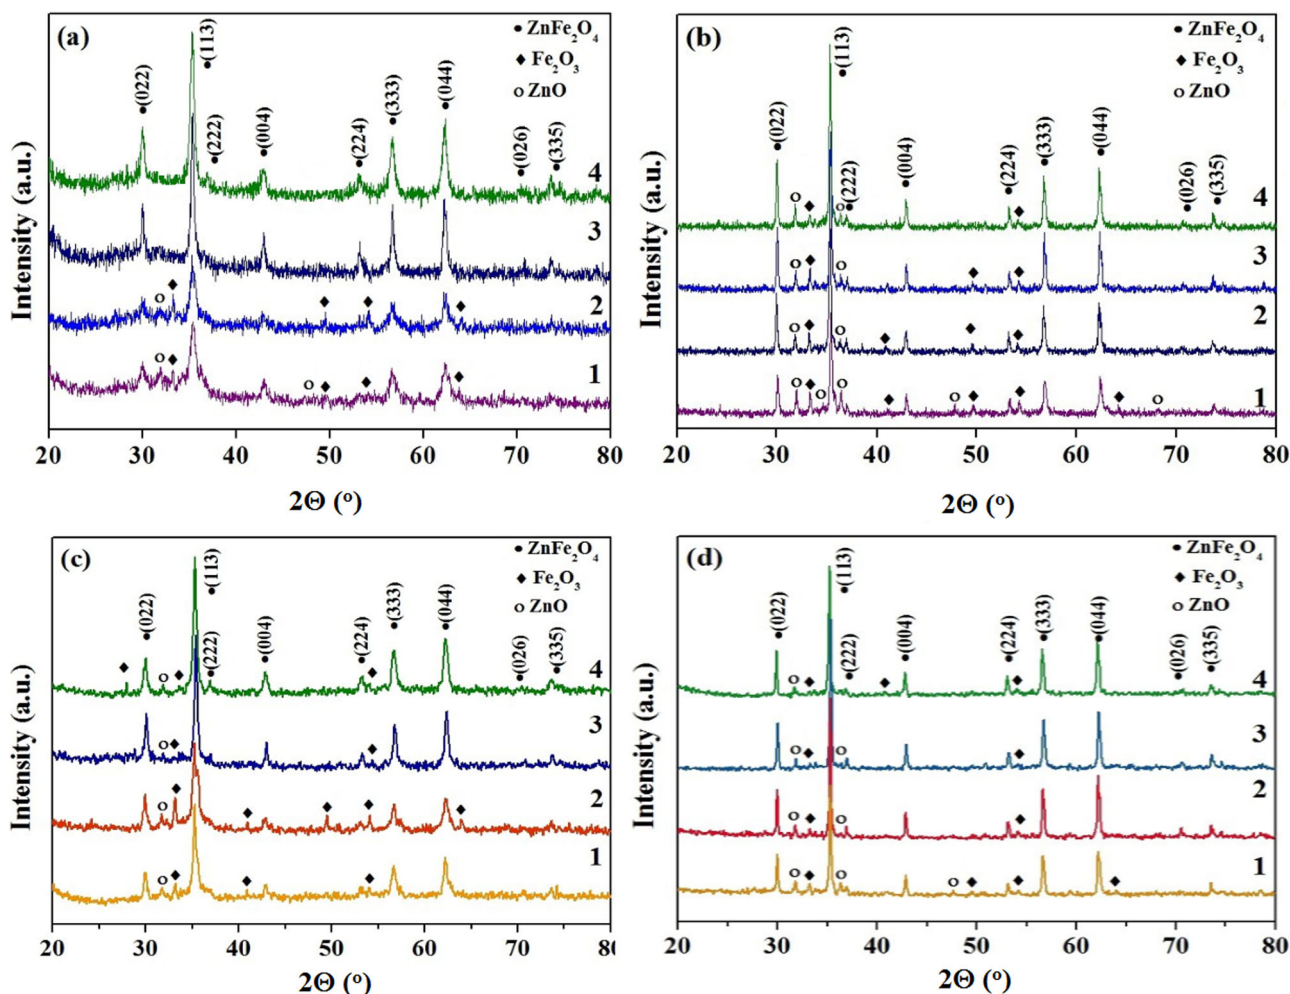 (a)
● ZnFe₂O₄
◆ Fe₂O₃
○ ZnO
●(022)
●(113)
●(222)
●(004)
●(224)
●(333)
●(044)
●(026)
●(335)
4
3
2
1
Intensity (a.u.)
20 30 40 50 60 70 80
2Θ (°)
(b)
● ZnFe₂O₄
◆ Fe₂O₃
○ ZnO
●(022)
●(113)
●(222)
●(004)
●(224)
●(333)
●(044)
●(026)
●(335)
4
3
2
1
Intensity (a.u.)
20 30 40 50 60 70 80
2Θ (°)
(c)
● ZnFe₂O₄
◆ Fe₂O₃
○ ZnO
●(022)
●(113)
●(222)
●(004)
●(224)
●(333)
●(044)
●(026)
●(335)
4
3
2
1
Intensity (a.u.)
20 30 40 50 60 70 80
2Θ (°)
(d)
● ZnFe₂O₄
◆ Fe₂O₃
○ ZnO
●(022)
●(113)
●(222)
●(004)
●(224)
●(333)
●(044)
●(026)
●(335)
4
3
2
1
Intensity (a.u.)
20 30 40 50 60 70 80
2Θ (°)